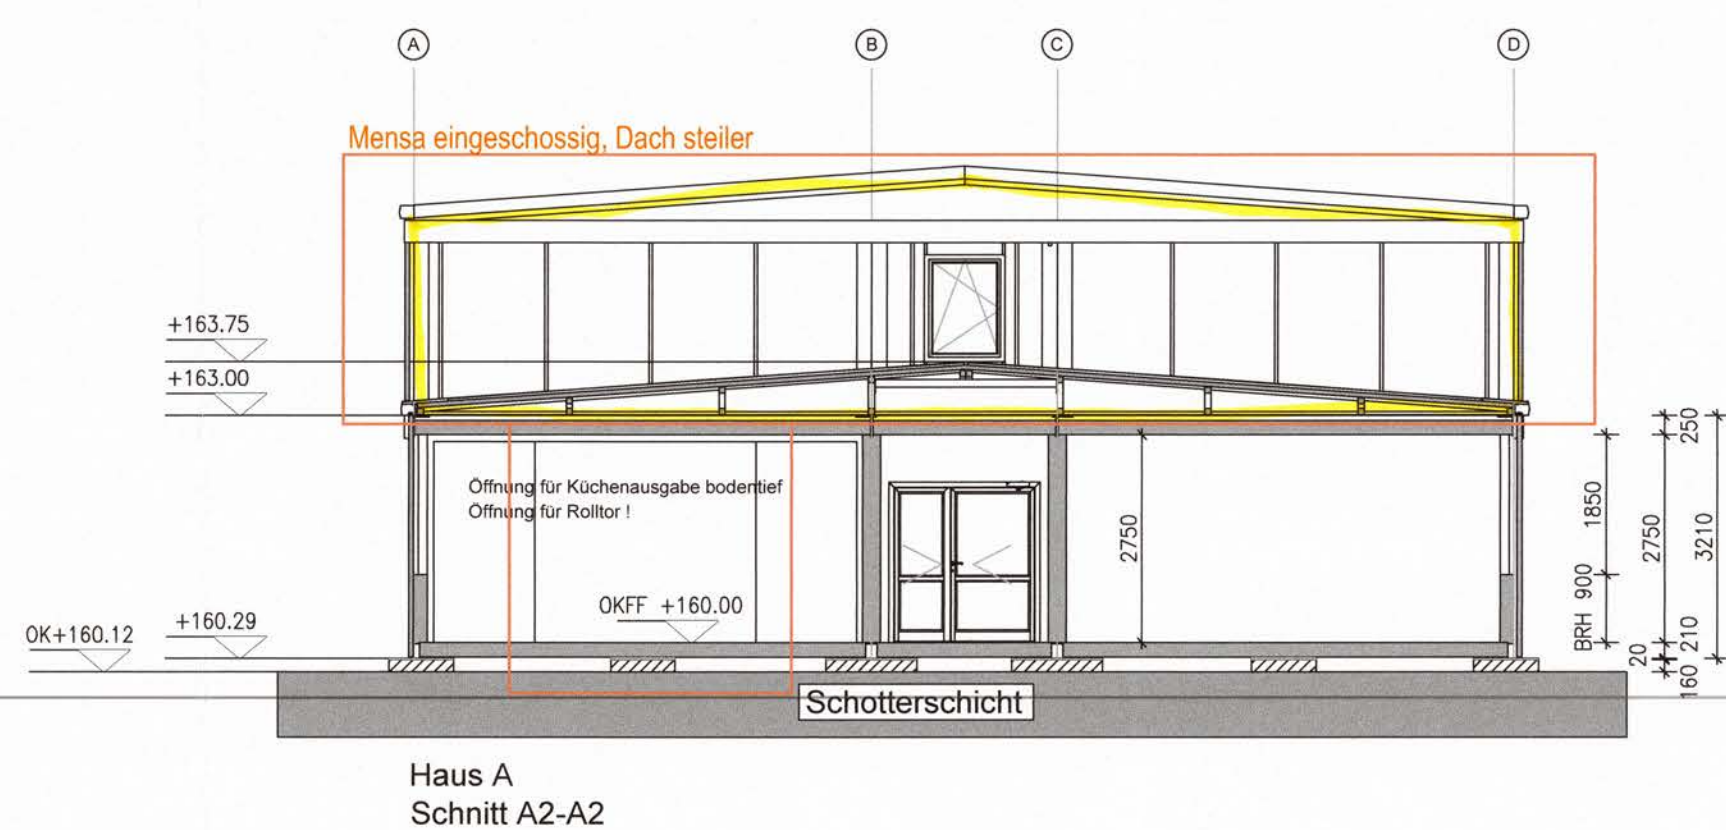 A
B
C
D
Mensa eingeschossig, Dach steiler
+163.75
+163.00
250
Öffnung für Küchenausgabe bodentief
Öffnung für Rolltor !
2750
1850
2750
3210
OKFF +160.00
BRH 900
OK+160.12
+160.29
210
20
160
Schotterschicht
Haus A
Schnitt A2-A2